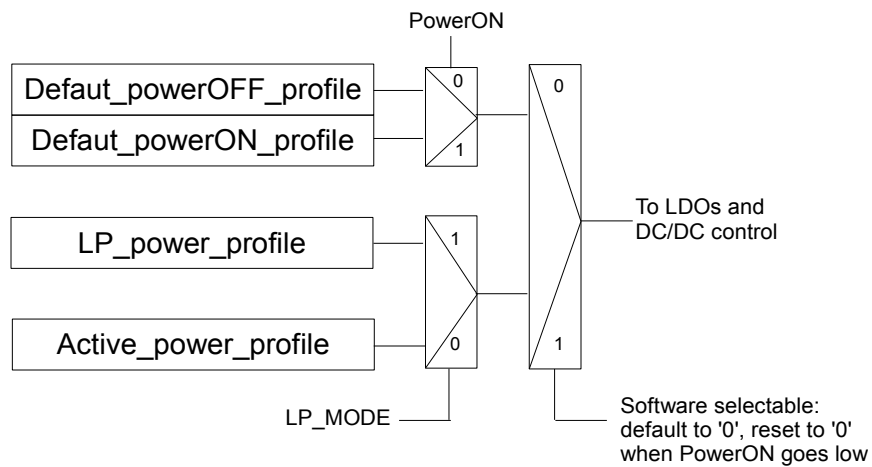 PowerON
Defaut_powerOFF_profile
0
Defaut_powerON_profile
1
0
To LDOs and
DC/DC control
LP_power_profile
1
Active_power_profile
0
1
LP_MODE
Software selectable:
default to '0', reset to '0'
when PowerON goes low